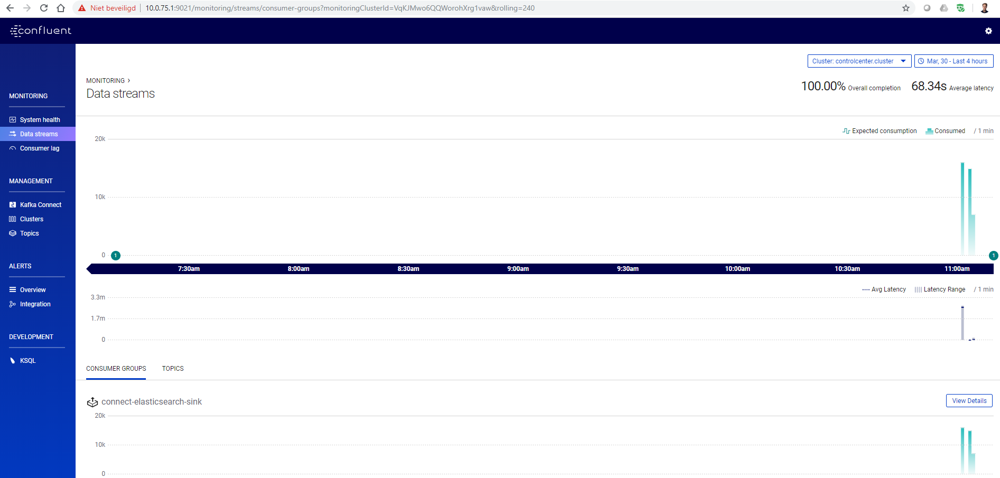 Niet beveiligd | 10.0.75.1:9021/monitoring/streams/consumer-groups?monitoringClusterId=VqKJMwo6QQWorohXrg1vaw&rolling=240
confluent
MONITORING
System health
Data streams
Consumer lag
MANAGEMENT
Kafka Connect
Clusters
Topics
ALERTS
Overview
Integration
DEVELOPMENT
KSQL
Cluster: controlcenter.cluster
Mar, 30 - Last 4 hours
MONITORING ›
Data streams
100.00% Overall completion 68.34s Average latency
Expected consumption Consumed / 1 min
20k
10k
0
1 1
7:30am 8:00am 8:30am 9:00am 9:30am 10:00am 10:30am 11:00am
Avg Latency Latency Range / 1 min
3.3m
1.7m
0
CONSUMER GROUPS TOPICS
connect-elasticsearch-sink View Details
20k
10k
0